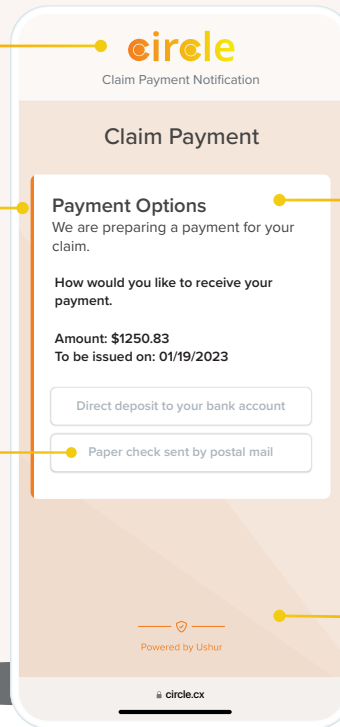 circle
Claim Payment Notification
Claim Payment
Payment Options
We are preparing a payment for your
claim.
How would you like to receive your
payment.
Amount: $1250.83
To be issued on: 01/19/2023
Direct deposit to your bank account
Paper check sent by postal mail
Powered by Ushur
circle.cx